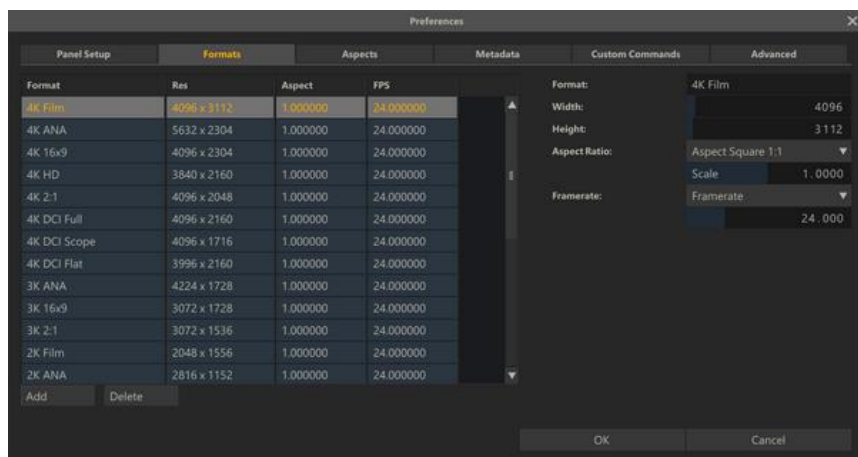 Preferences
Panel Setup Formats Aspects Metadata Custom Commands Advanced
Format Res Aspect FPS
4K Film 4096 x 3112 1.000000 24.000000
4K ANA 5632 x 2304 1.000000 24.000000
4K 16x9 4096 x 2304 1.000000 24.000000
4K HD 3840 x 2160 1.000000 24.000000
4K 2:1 4096 x 2048 1.000000 24.000000
4K DCI Full 4096 x 2160 1.000000 24.000000
4K DCI Scope 4096 x 1716 1.000000 24.000000
4K DCI Flat 3996 x 2160 1.000000 24.000000
3K ANA 4224 x 1728 1.000000 24.000000
3K 16x9 3072 x 1728 1.000000 24.000000
3K 2:1 3072 x 1536 1.000000 24.000000
2K Film 2048 x 1556 1.000000 24.000000
2K ANA 2816 x 1152 1.000000 24.000000
Add Delete
Format: 4K Film
Width: 4096
Height: 3112
Aspect Ratio: Aspect Square 1:1
Scale 1.0000
Framerate: Framerate
24.000
OK Cancel